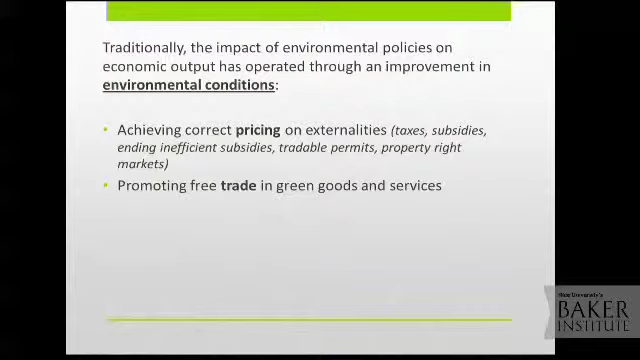 Traditionally, the impact of environmental policies on
economic output has operated through an improvement in
environmental conditions:
• Achieving correct pricing on externalities (taxes, subsidies,
ending inefficient subsidies, tradable permits, property right
markets)
• Promoting free trade in green goods and services
Rice University's
BAKER
INSTITUTE